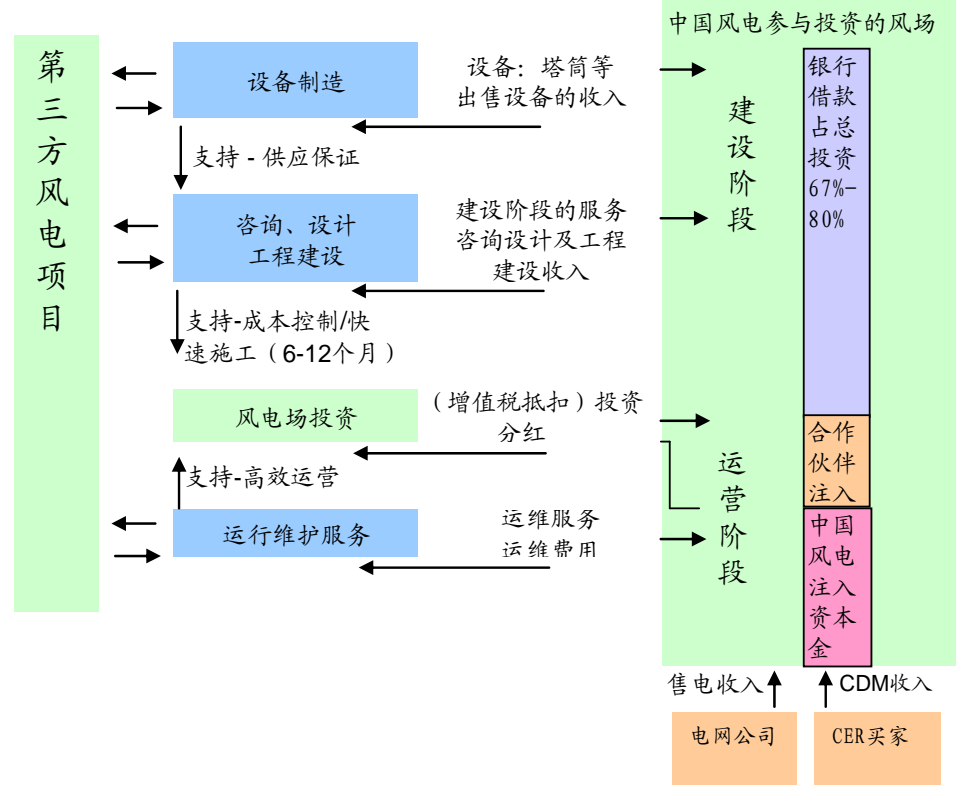 中国风电参与投资的风场
第三方风电项目
设备制造
设备：塔筒等
出售设备的收入
支持 - 供应保证
咨询、设计
工程建设
建设阶段的服务
咨询设计及工程
建设收入
支持-成本控制/快
速施工（6-12个月）
风电场投资
（增值税抵扣）投资
分红
支持-高效运营
运行维护服务
运维服务
运维费用
建设阶段
运营阶段
银行
借款
占总
投资
67%-
80%
合作
伙伴
注入
中国
风电
注入
资本
金
售电收入
CDM收入
电网公司
CER买家